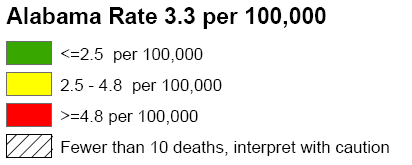 Alabama Rate 3.3 per 100,000
<=2.5 per 100,000
2.5 - 4.8 per 100,000
>=4.8 per 100,000
Fewer than 10 deaths, interpret with caution